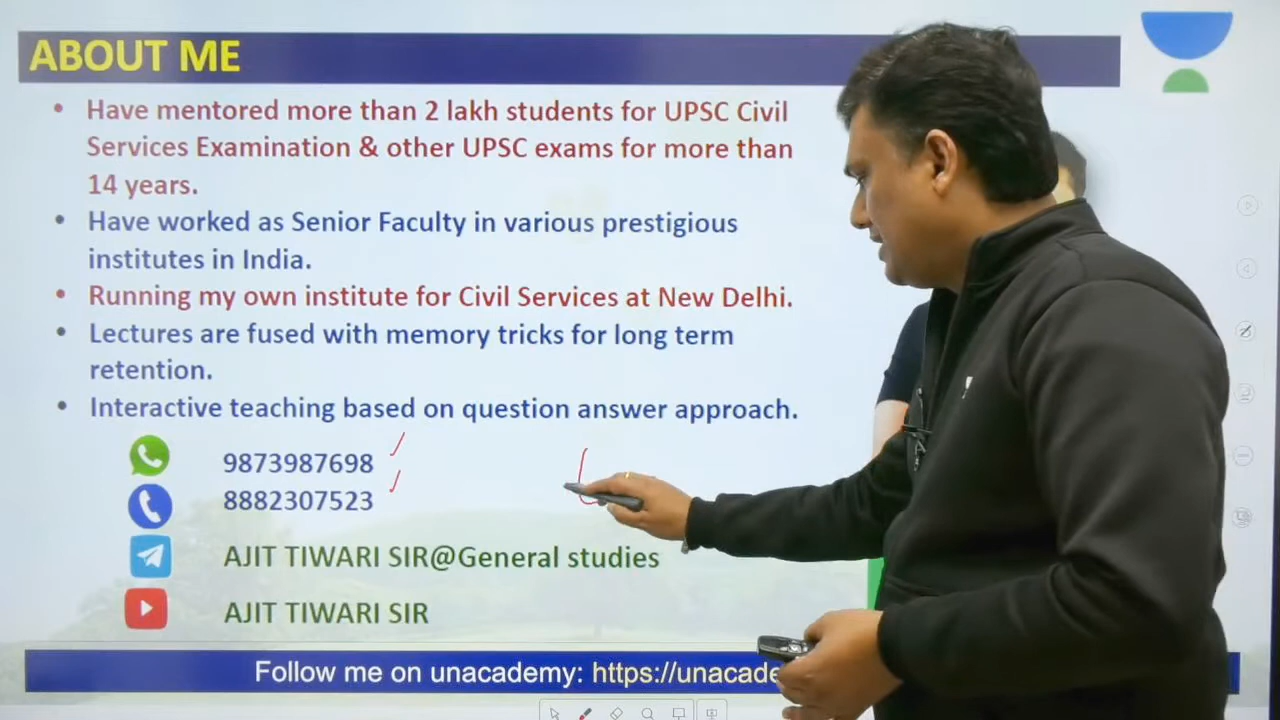 ABOUT ME
• Have mentored more than 2 lakh students for UPSC Civil
Services Examination & other UPSC exams for more than
14 years.
• Have worked as Senior Faculty in various prestigious
institutes in India.
• Running my own institute for Civil Services at New Delhi.
• Lectures are fused with memory tricks for long term
retention.
• Interactive teaching based on question answer approach.
9873987698
8882307523
AJIT TIWARI SIR@General studies
AJIT TIWARI SIR
Follow me on unacademy: https://unacade